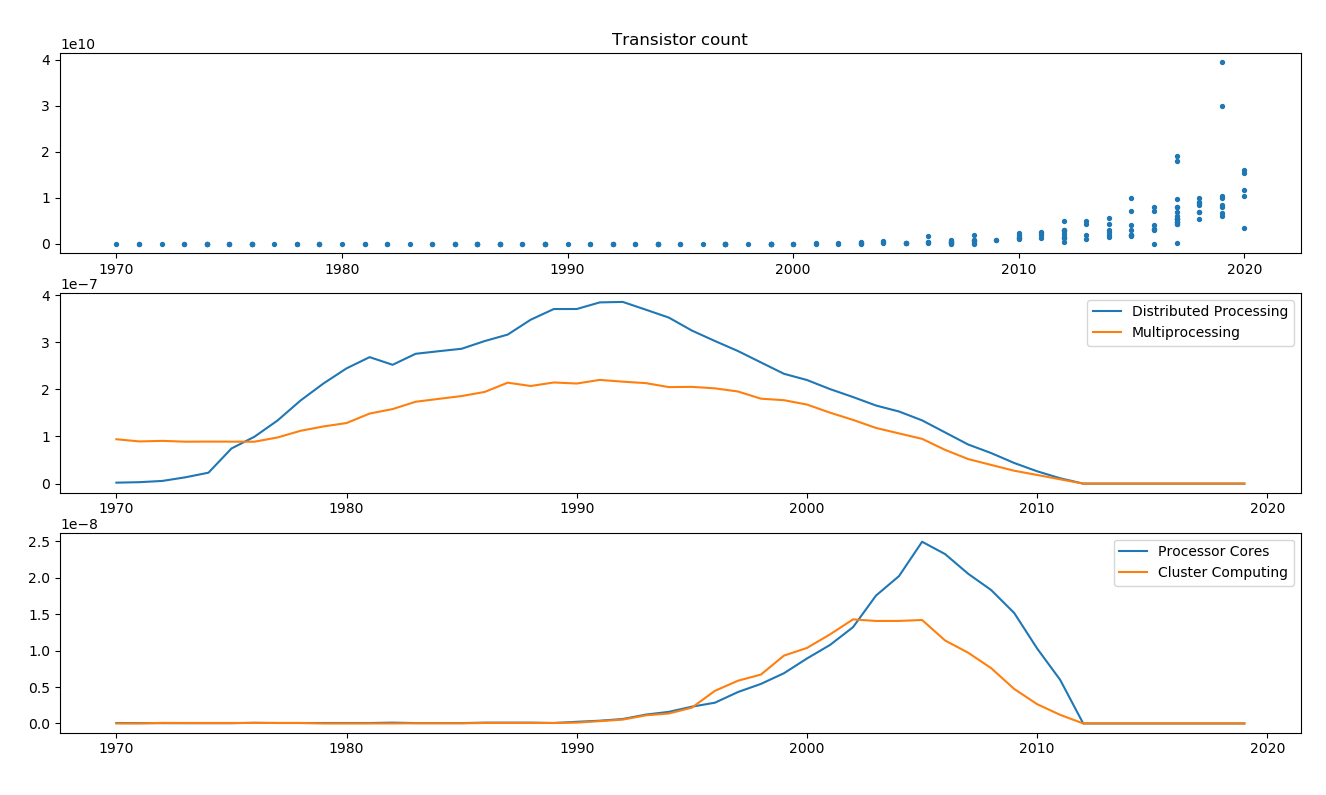 Transistor count
1e10
4
3
2
1
0
1970 1980 1990 2000 2010 2020
1e−7
4
3
2
1
0
Distributed Processing
Multiprocessing
1970 1980 1990 2000 2010 2020
1e−8
2.5
2.0
1.5
1.0
0.5
0.0
Processor Cores
Cluster Computing
1970 1980 1990 2000 2010 2020